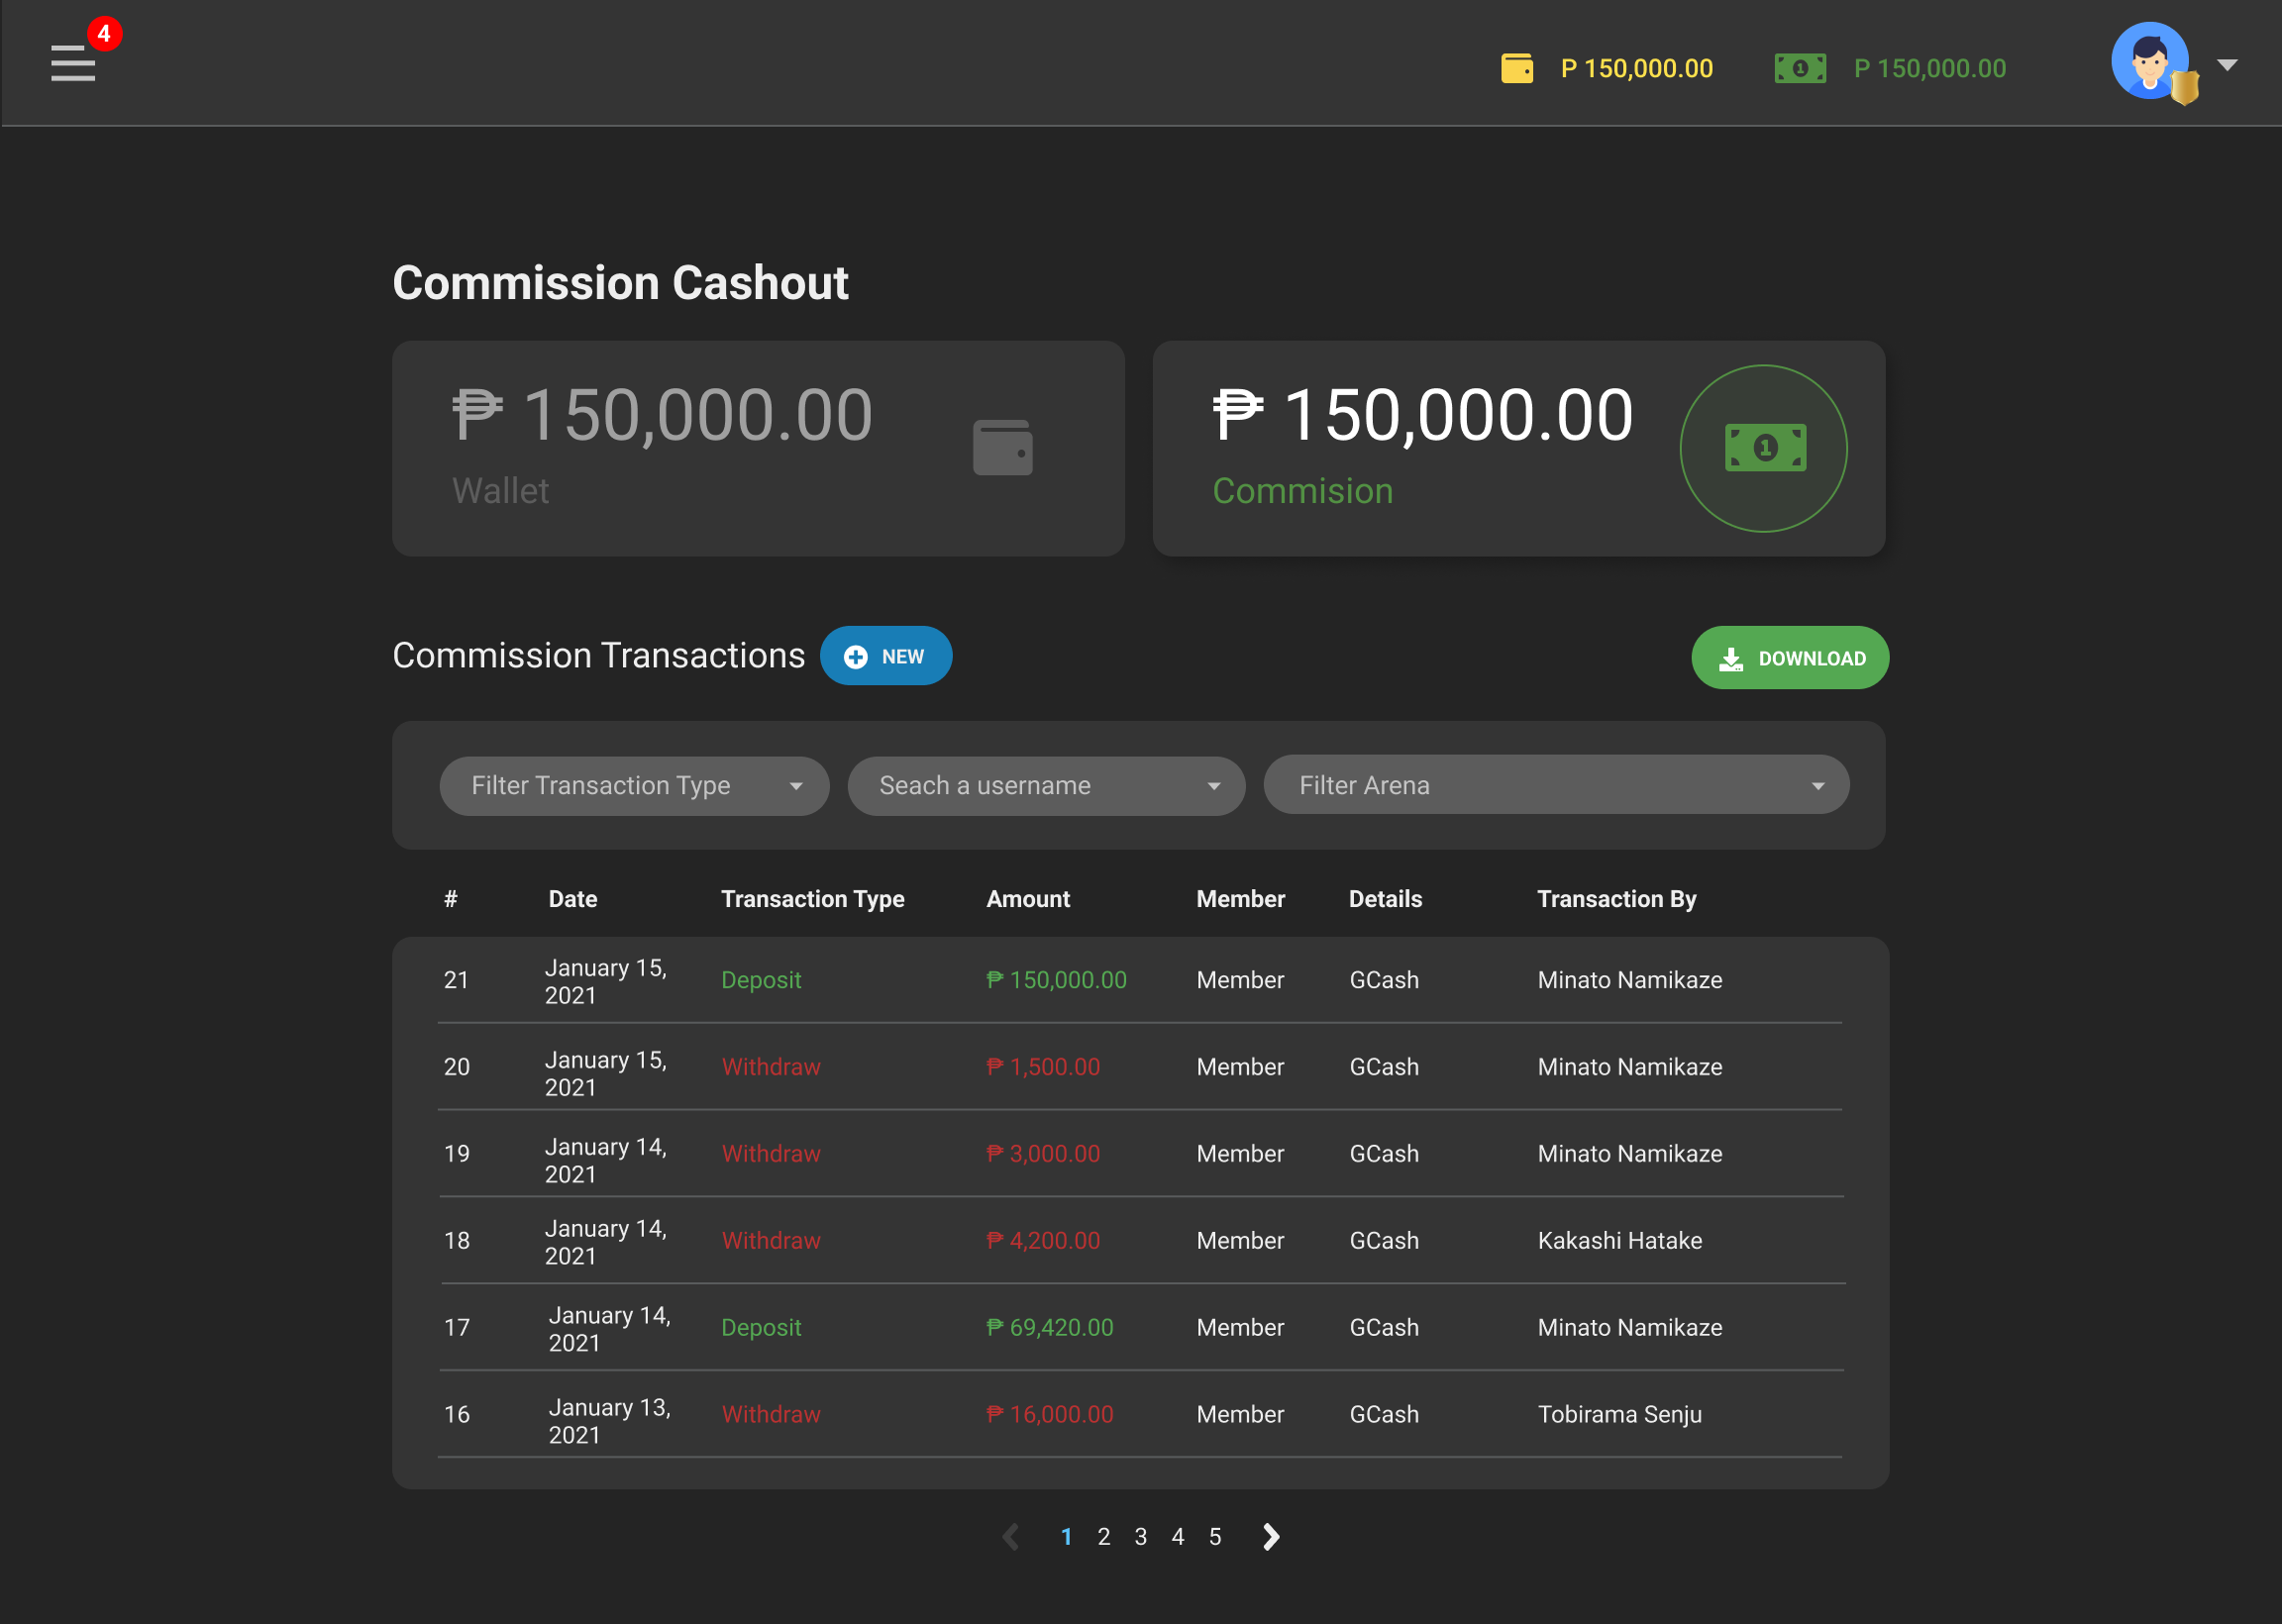 4
P 150,000.00 P 150,000.00
Commission Cashout
₱ 150,000.00
Wallet
₱ 150,000.00
1
Commision
Commission Transactions NEW DOWNLOAD
Filter Transaction Type Seach a username Filter Arena
# Date Transaction Type Amount Member Details Transaction By
21 January 15, 2021 Deposit ₱ 150,000.00 Member GCash Minato Namikaze
20 January 15, 2021 Withdraw ₱ 1,500.00 Member GCash Minato Namikaze
19 January 14, 2021 Withdraw ₱ 3,000.00 Member GCash Minato Namikaze
18 January 14, 2021 Withdraw ₱ 4,200.00 Member GCash Kakashi Hatake
17 January 14, 2021 Deposit ₱ 69,420.00 Member GCash Minato Namikaze
16 January 13, 2021 Withdraw ₱ 16,000.00 Member GCash Tobirama Senju
1 2 3 4 5